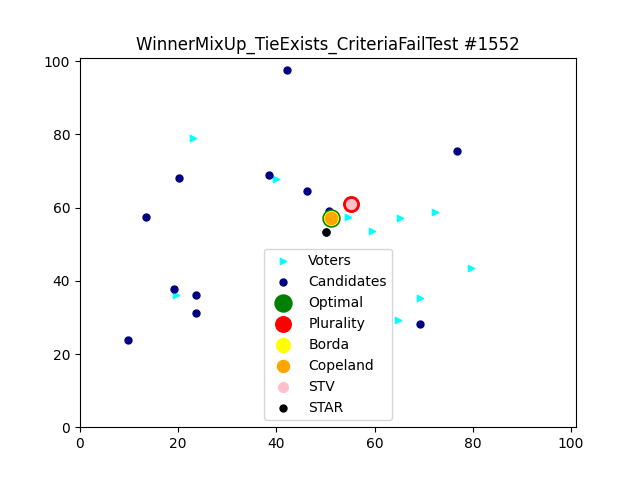 WinnerMixUp_TieExists_CriteriaFailTest #1552
100
80
60
40
20
0
Voters
Candidates
Optimal
Plurality
Borda
Copeland
STV
STAR
0 20 40 60 80 100